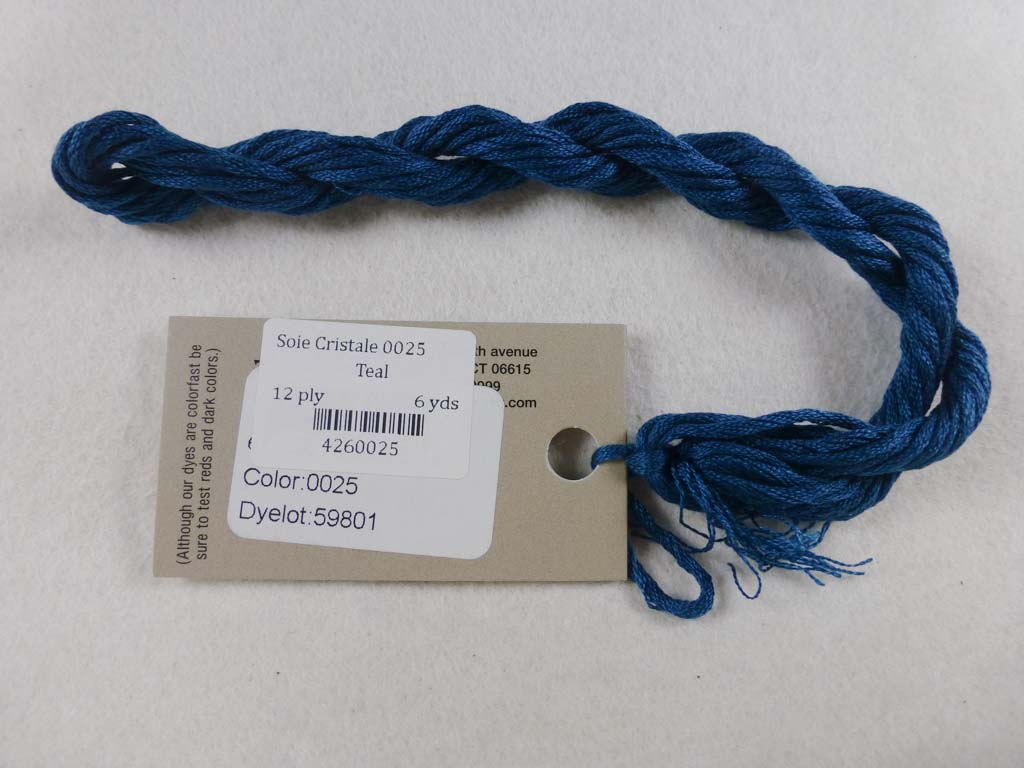 (Although our dyes are colorfast be
sure to test reds and dark colors.)
th avenue
CT 06615
.com
Soie Cristale 0025
Teal
12 ply 6 yds
4260025
Color:0025
Dyelot:59801